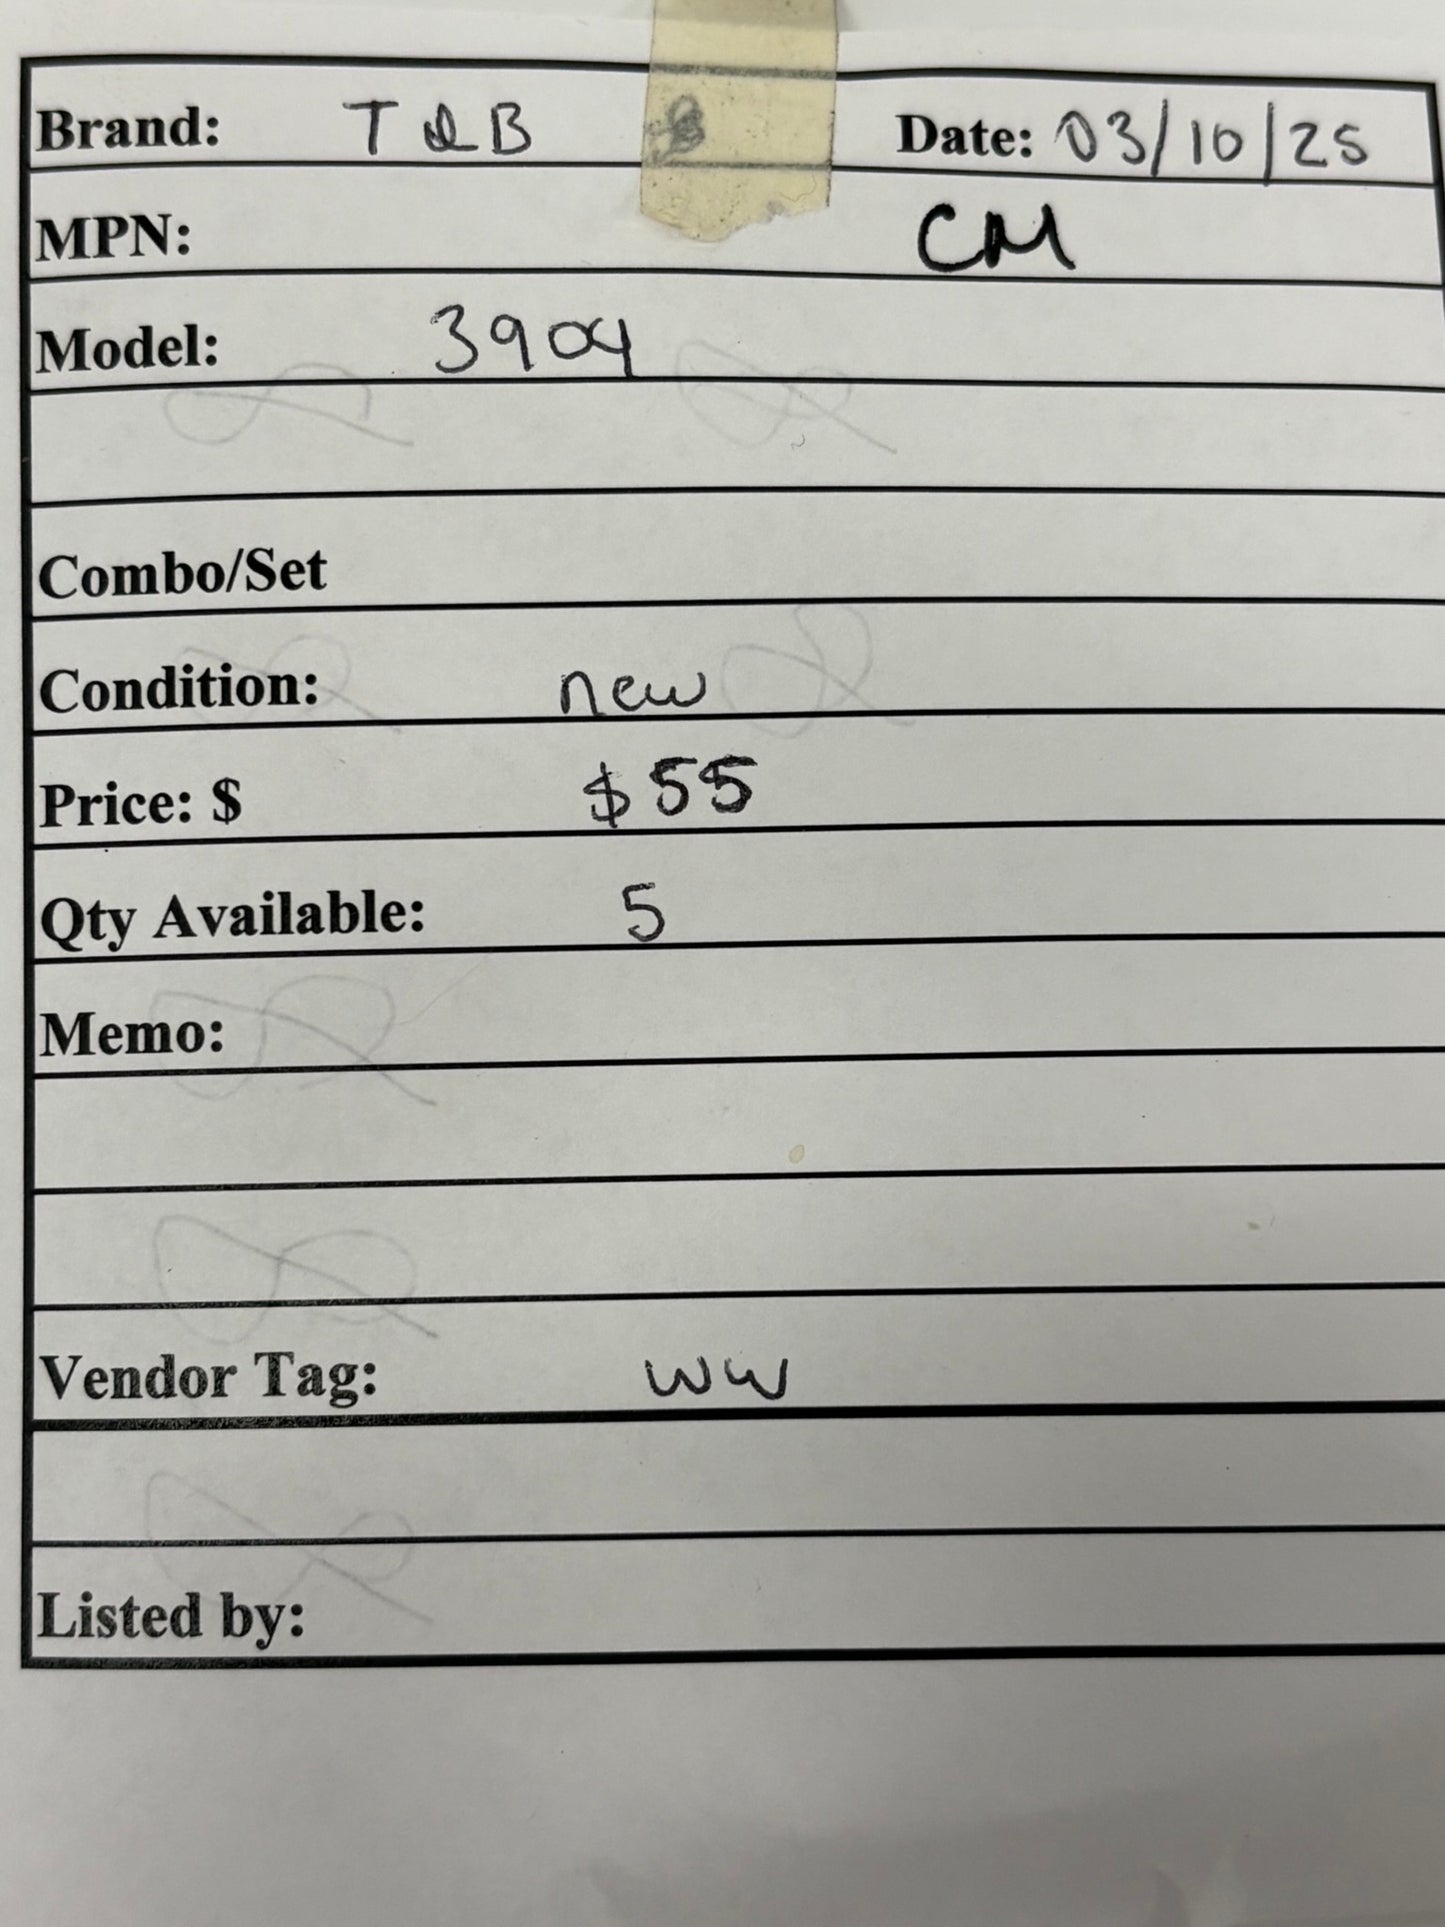 Brand: T&B Date: 03/10/25
MPN: CM
Model: 3904
Combo/Set
Condition: new
Price: $ $55
Qty Available: 5
Memo:
Vendor Tag: WW
Listed by: